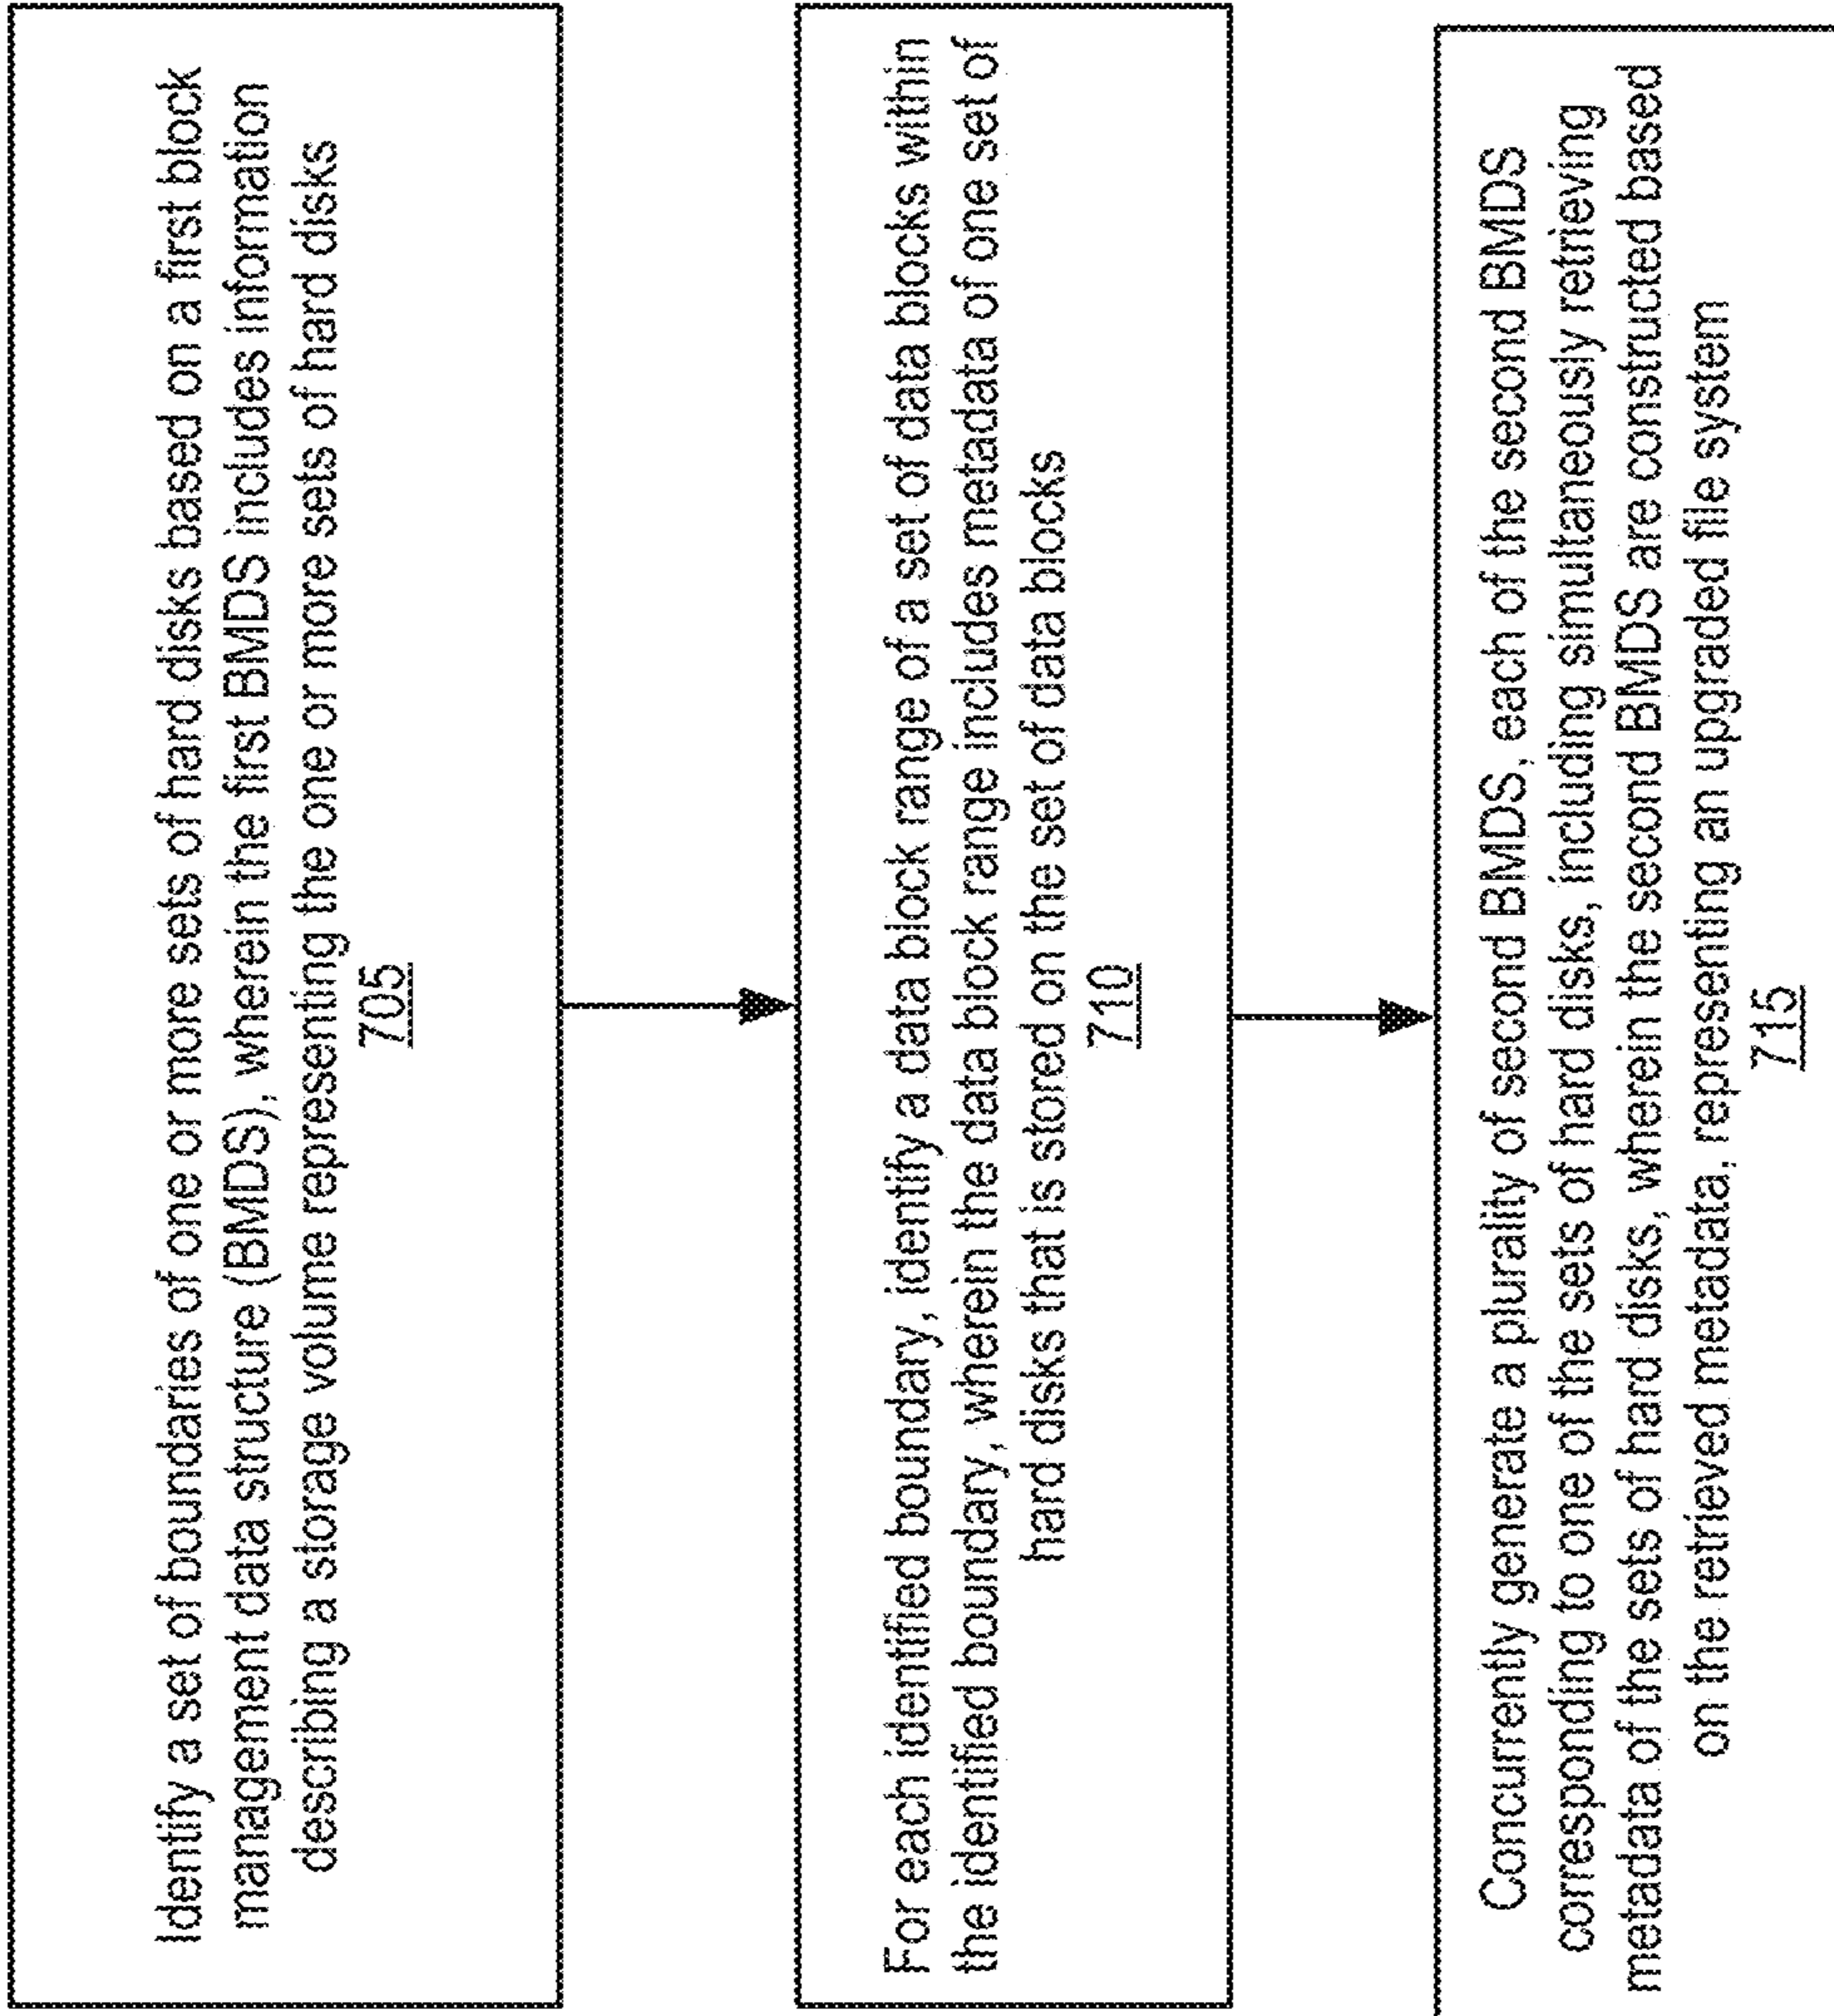 Identify a set of boundaries of one or more sets of hard disks based on a first block
management data structure (BMDS), wherein the first BMDS includes information
describing a storage volume representing the one or more sets of hard disks
705
For each identified boundary, identify a data block range of a set of data blocks within
the identified boundary, wherein the data block range includes metadata of one set of
hard disks that is stored on the set of data blocks
710
Concurrently generate a plurality of second BMDS, each of the second BMDS
corresponding to one of the sets of hard disks, including simultaneously retrieving
metadata of the sets of hard disks, wherein the second BMDS are constructed based
on the retrieved metadata, representing an upgraded file system
715